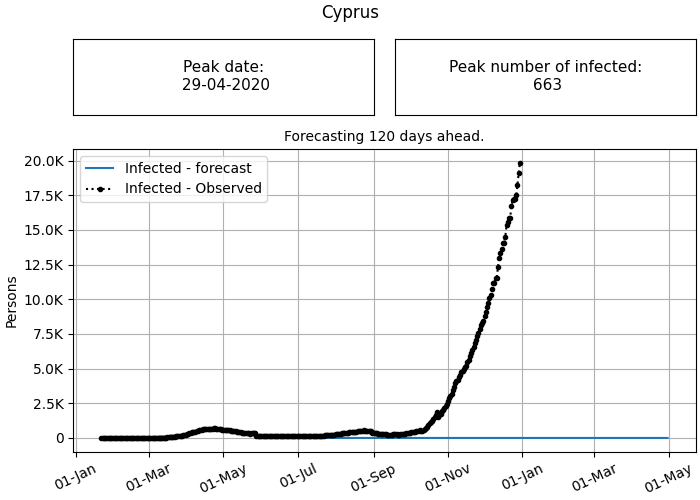 Cyprus
Peak date:
29-04-2020
Peak number of infected:
663
Forecasting 120 days ahead.
Infected - forecast
Infected - Observed
Persons
20.0K
17.5K
15.0K
12.5K
10.0K
7.5K
5.0K
2.5K
0
01-Jan
01-Mar
01-May
01-Jul
01-Sep
01-Nov
01-Jan
01-Mar
01-May